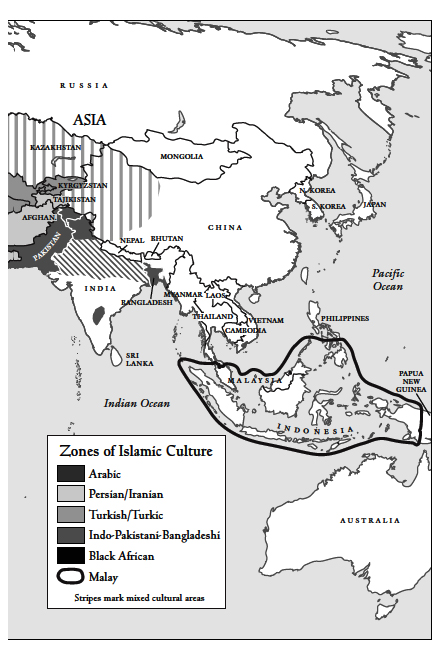 RUSSIA
ASIA
KAZAKHSTAN
MONGOLIA
KYRGYZSTAN
TAJIKISTAN
AFGHAN.
N. KOREA
S. KOREA
JAPAN
PAKISTAN
CHINA
NEPAL
BHUTAN
Pacific
Ocean
INDIA
BANGLADESH
MYANMAR
LAOS
THAILAND
VIETNAM
CAMBODIA
PHILIPPINES
SRI
LANKA
MALAYSIA
PAPUA
NEW
GUINEA
Indian Ocean
INDONESIA
AUSTRALIA
Zones of Islamic Culture
Arabic
Persian/Iranian
Turkish/Turkic
Indo-Pakistani-Bangladeshi
Black African
Malay
Stripes mark mixed cultural areas